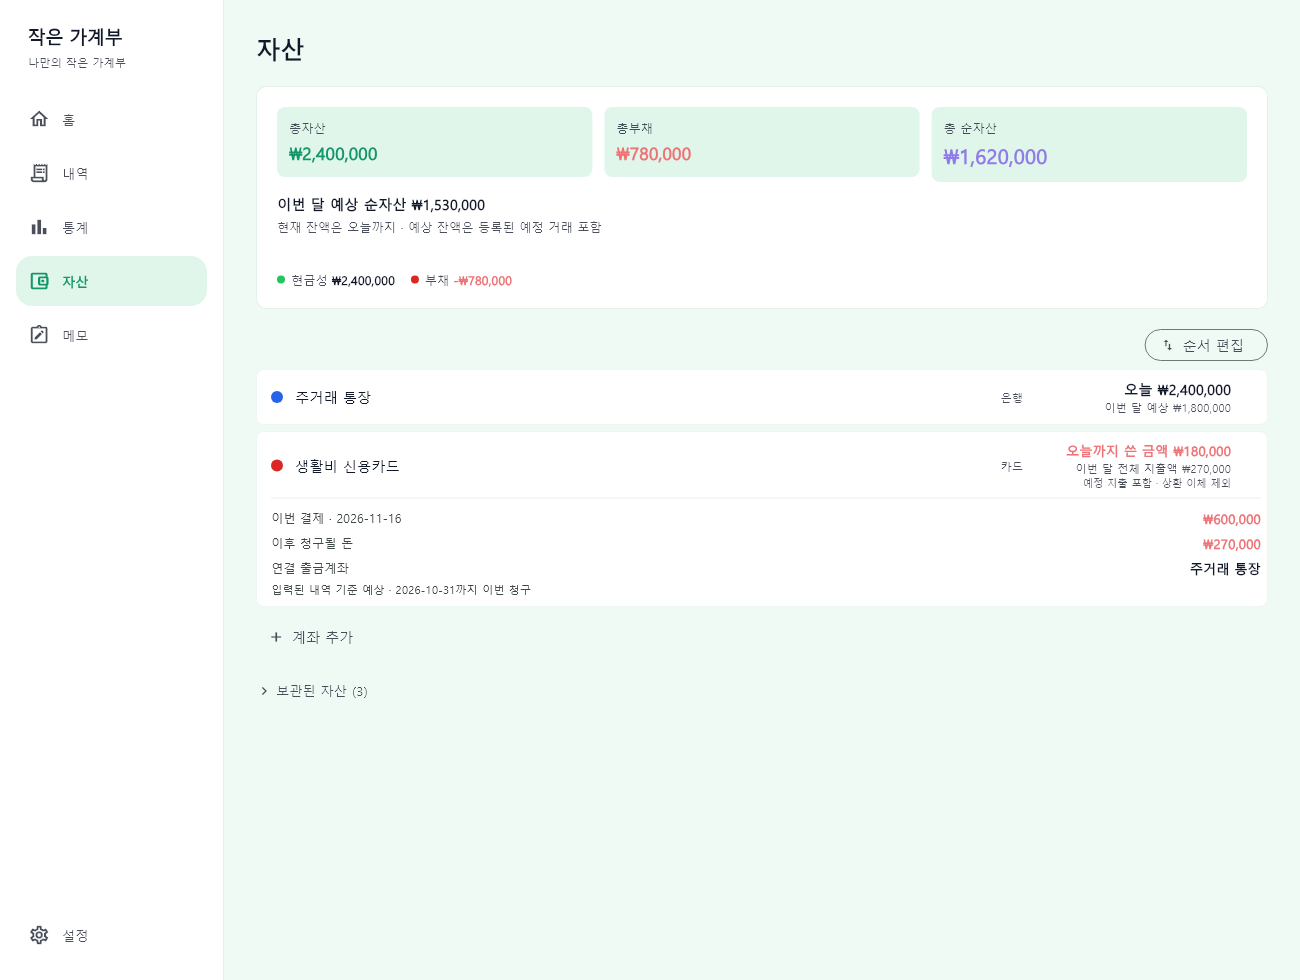 작은 가계부
나만의 작은 가계부
홈
내역
통계
자산
메모
설정
자산
총자산
₩2,400,000
총부채
₩780,000
총 순자산
₩1,620,000
이번 달 예상 순자산 ₩1,530,000
현재 잔액은 오늘까지 · 예상 잔액은 등록된 예정 거래 포함
현금성 ₩2,400,000
부채 -₩780,000
순서 편집
주거래 통장
은행
오늘 ₩2,400,000
이번 달 예상 ₩1,800,000
생활비 신용카드
카드
오늘까지 쓴 금액 ₩180,000
이번 달 전체 지출액 ₩270,000
예정 지출 포함 · 상환 이체 제외
이번 결제 · 2026-11-16
₩600,000
이후 청구될 돈
₩270,000
연결 출금계좌
주거래 통장
입력된 내역 기준 예상 · 2026-10-31까지 이번 청구
계좌 추가
보관된 자산 (3)